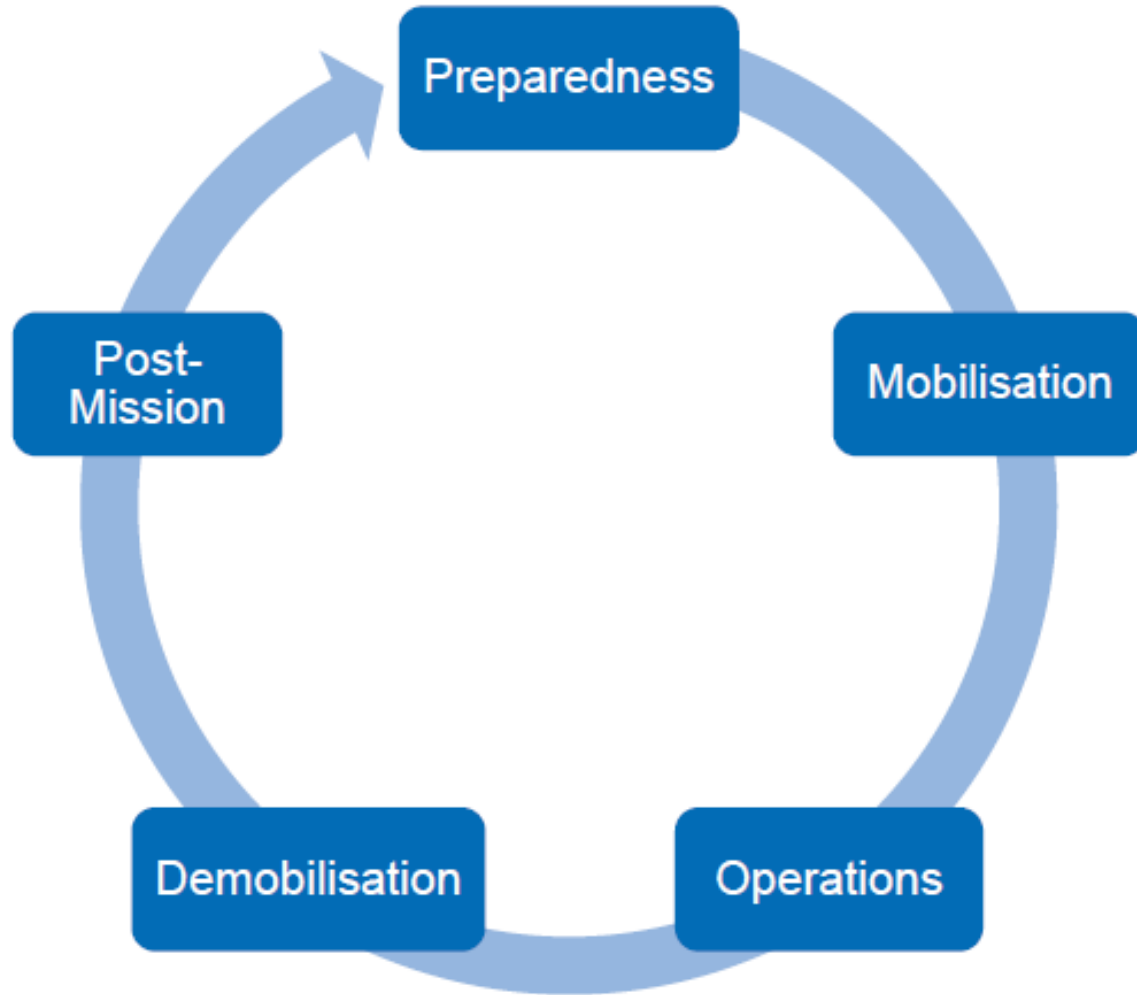 Preparedness
Mobilisation
Operations
Demobilisation
Post-
Mission